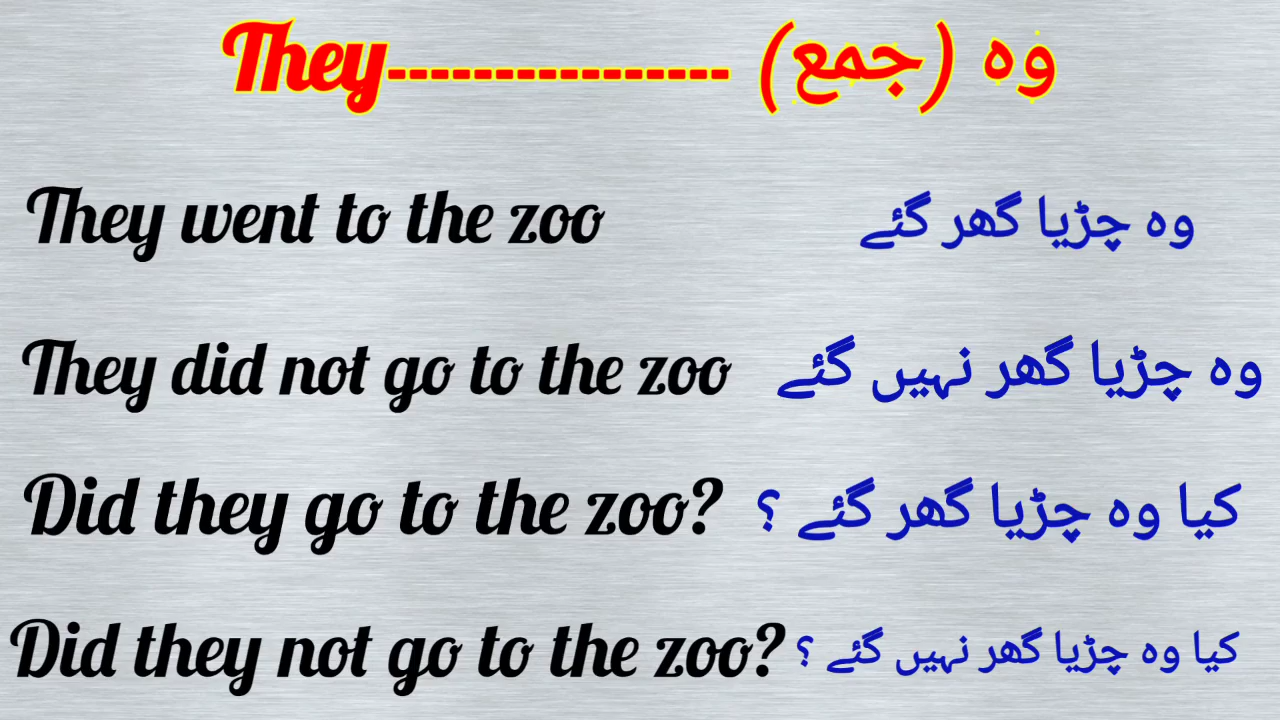 They---------------- وہ (جمع)
They went to the zoo وہ چڑیا گھر گئے
They did not go to the zoo وہ چڑیا گھر نہیں گئے
Did they go to the zoo? کیا وہ چڑیا گھر گئے ؟
Did they not go to the zoo? کیا وہ چڑیا گھر نہیں گئے ؟